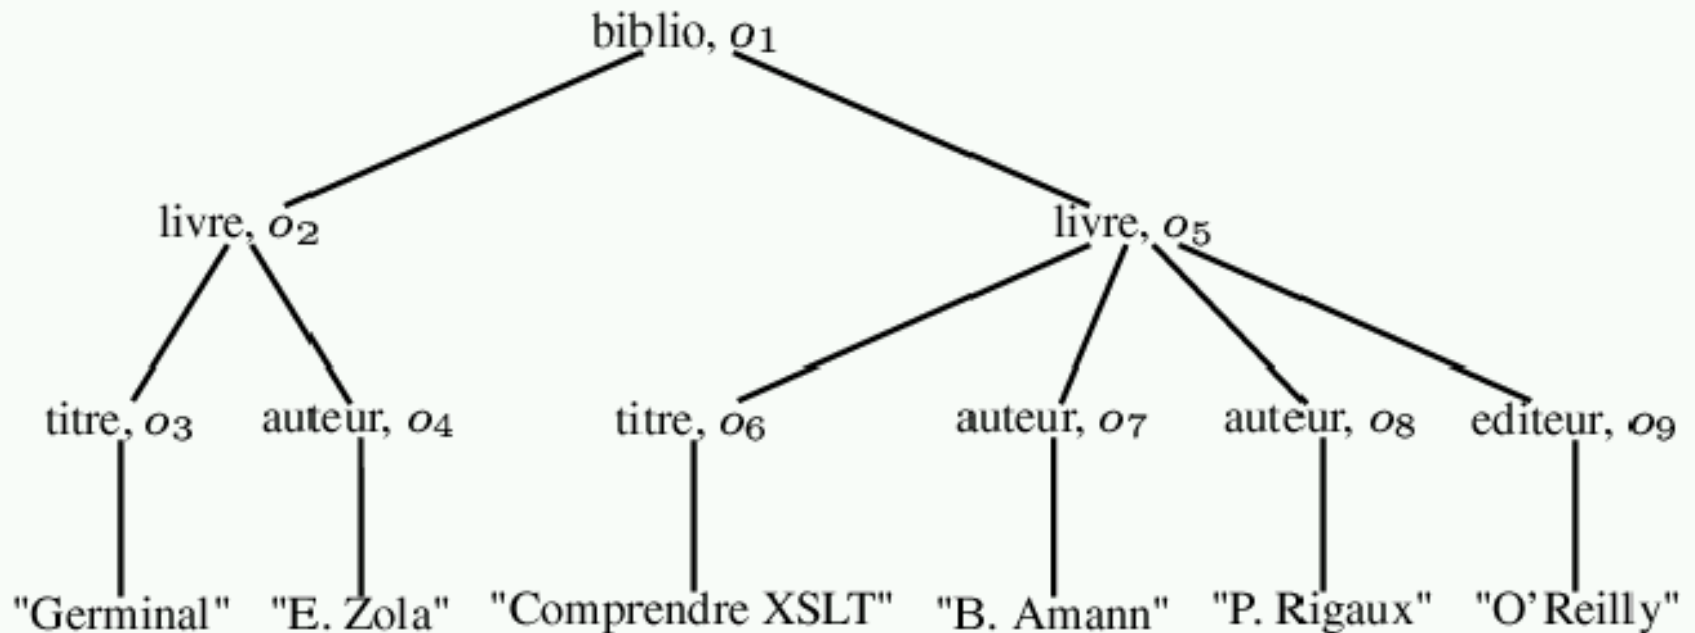 biblio, o1
livre, o2 livre, o5
titre, o3 auteur, o4 titre, o6 auteur, o7 auteur, o8 editeur, o9
"Germinal" "E. Zola" "Comprendre XSLT" "B. Amann" "P. Rigaux" "O'Reilly"